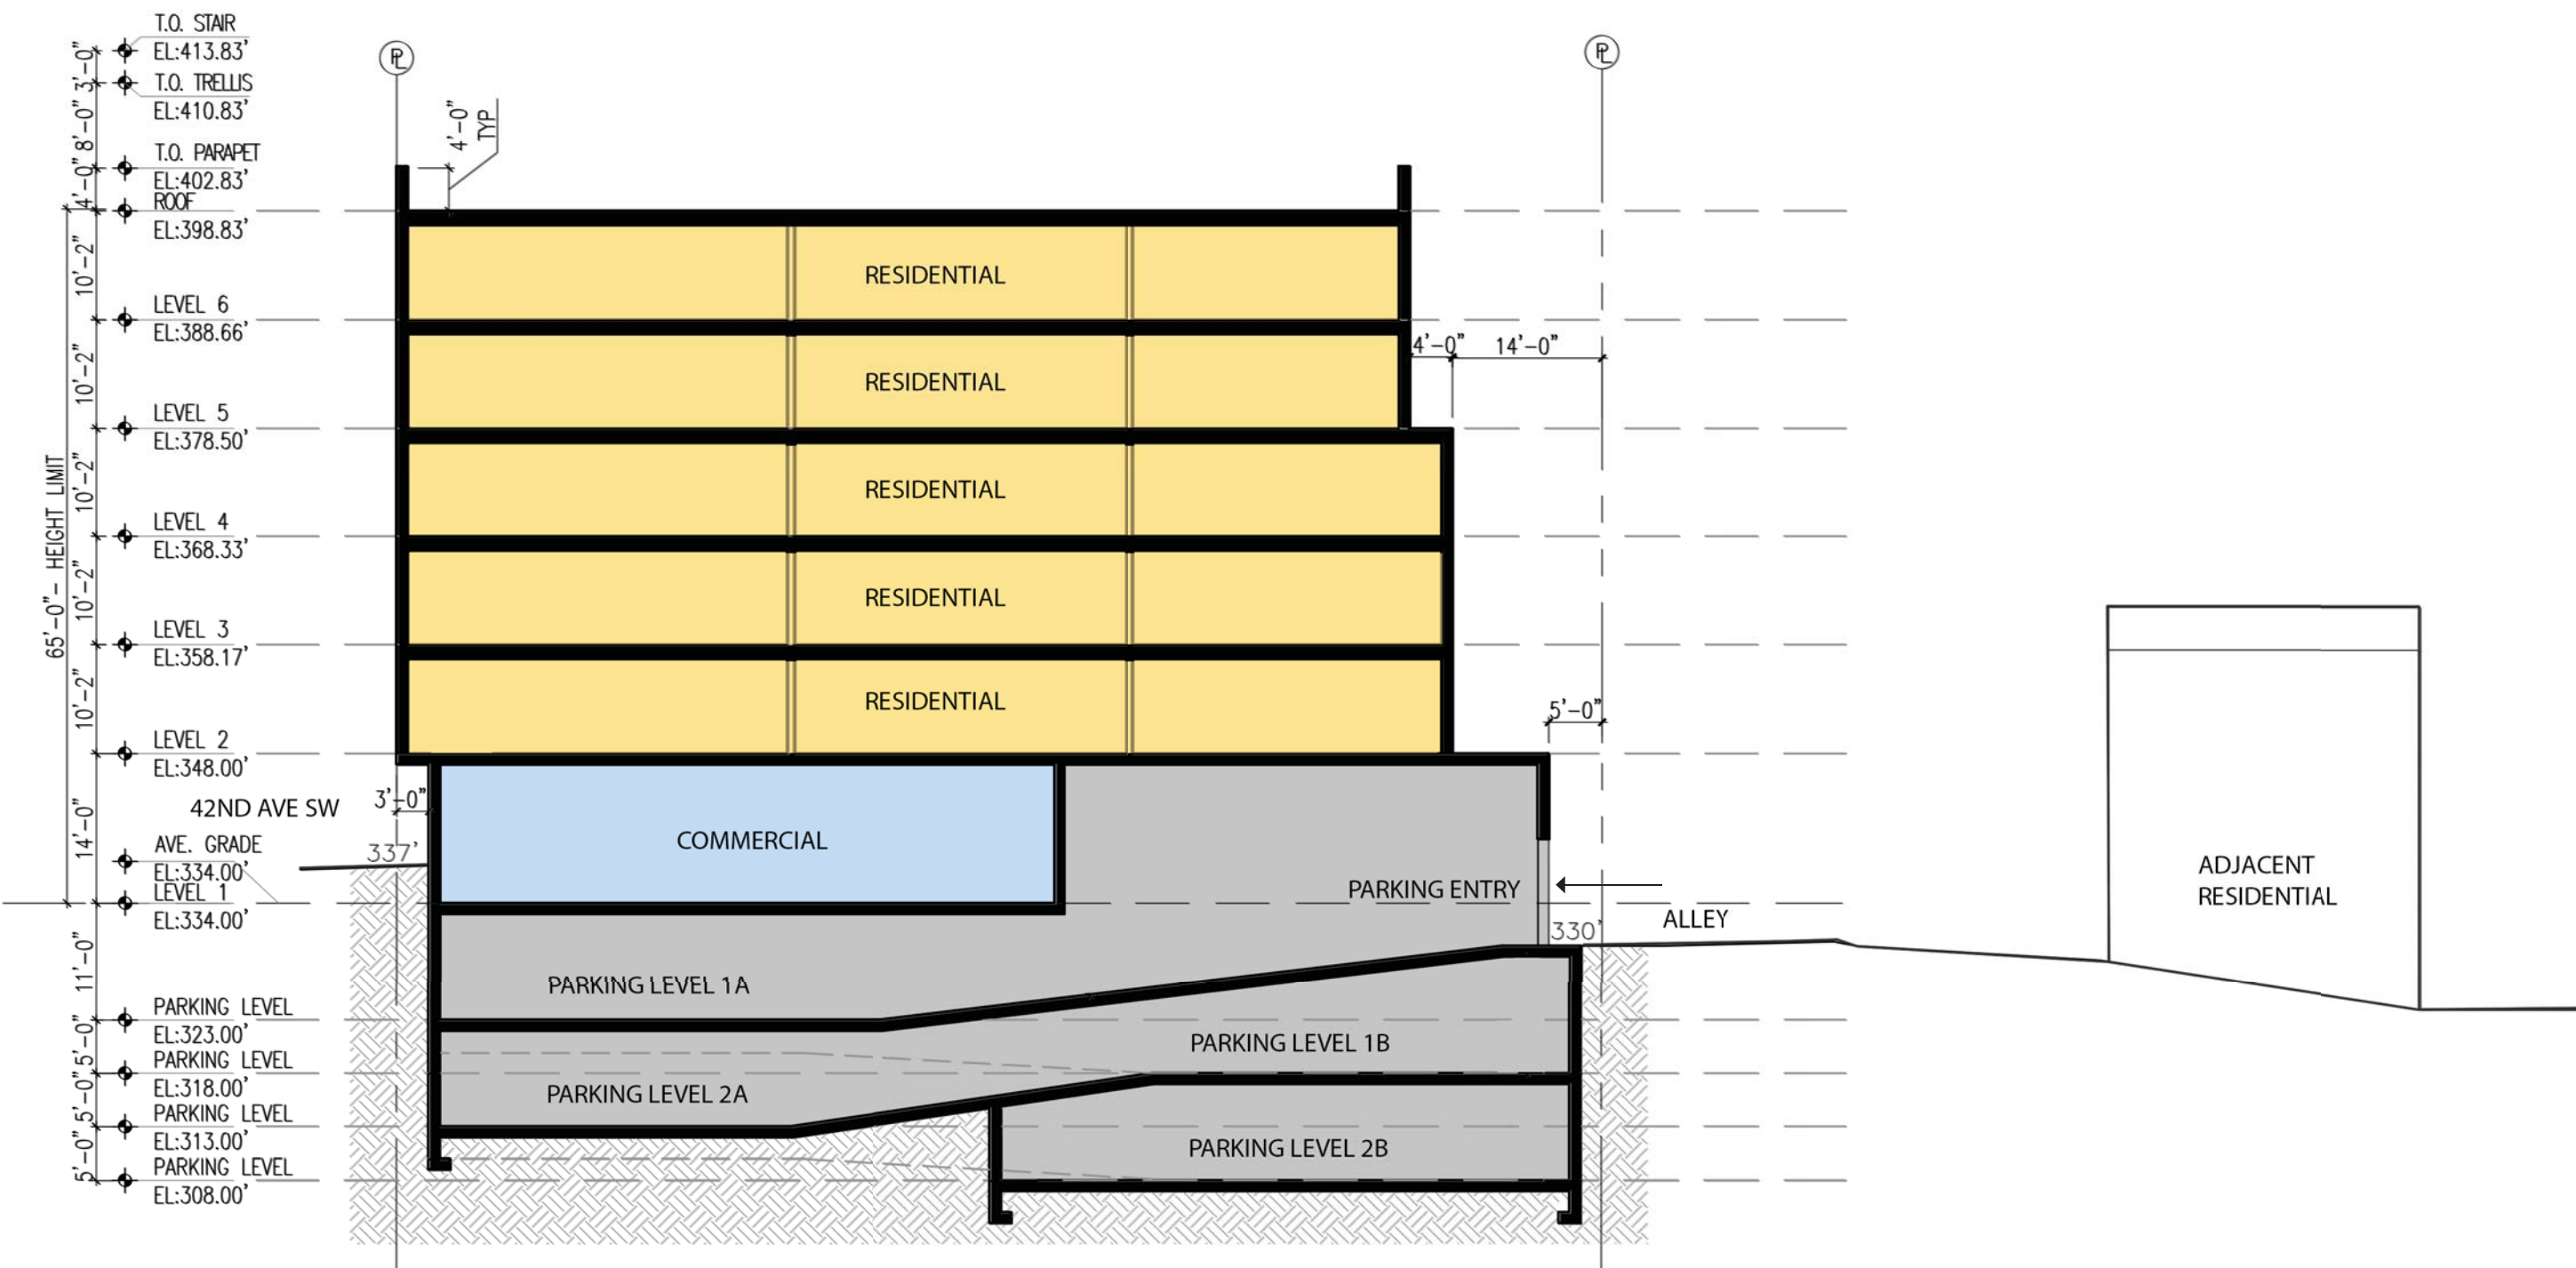 T.O. STAIR
EL:413.83'
3'-0"
T.O. TRELLIS
EL:410.83'
8'-0"
T.O. PARAPET
EL:402.83'
4'-0"
ROOF
EL:398.83'
10'-2"
LEVEL 6
EL:388.66'
10'-2"
LEVEL 5
EL:378.50'
10'-2"
LEVEL 4
EL:368.33'
10'-2"
LEVEL 3
EL:358.17'
10'-2"
LEVEL 2
EL:348.00'
65'-0"- HEIGHT LIMIT
14'-0"
42ND AVE SW
AVE. GRADE
EL:334.00'
LEVEL 1
EL:334.00'
11'-0"
PARKING LEVEL
EL:323.00'
5'-0"
PARKING LEVEL
EL:318.00'
5'-0"
PARKING LEVEL
EL:313.00'
5'-0"
PARKING LEVEL
EL:308.00'
PL
PL
4'-0"
TYP
RESIDENTIAL
RESIDENTIAL
4'-0"
14'-0"
RESIDENTIAL
RESIDENTIAL
RESIDENTIAL
5'-0"
3'-0"
337'
COMMERCIAL
PARKING ENTRY
330'
ALLEY
ADJACENT
RESIDENTIAL
PARKING LEVEL 1A
PARKING LEVEL 1B
PARKING LEVEL 2A
PARKING LEVEL 2B